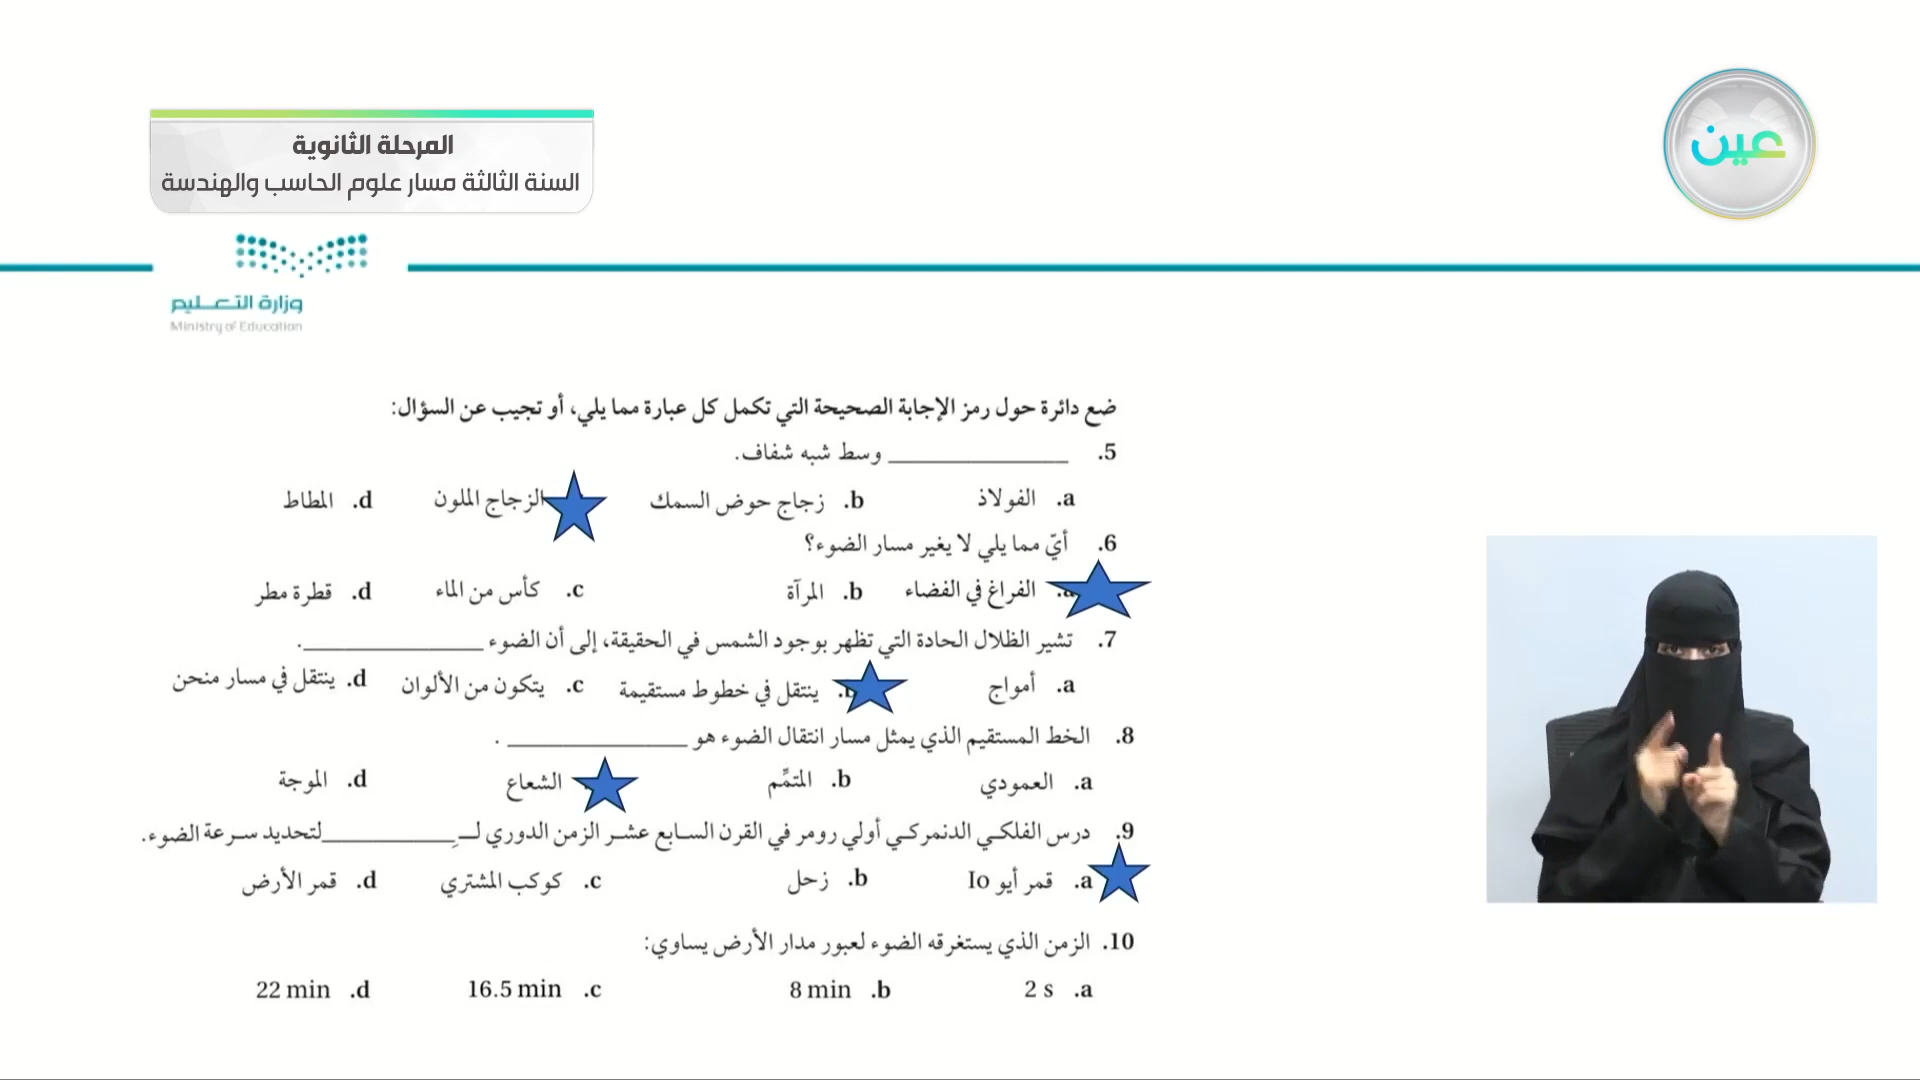 المرحلة الثانوية
السنة الثالثة مسار علوم الحاسب والهندسة
عين
وزارة التعليم
Ministry of Education
ضع دائرة حول رمز الإجابة الصحيحة التي تكمل كل عبارة مما يلي، أو تجيب عن السؤال:
5. ______________ وسط شبه شفاف.
a. الفولاذ b. زجاج حوض السمك الزجاج الملون d. المطاط
6. أيّ مما يلي لا يغير مسار الضوء؟
a. الفراغ في الفضاء b. المرآة c. كأس من الماء d. قطرة مطر
7. تشير الظلال الحادة التي تظهر بوجود الشمس في الحقيقة، إلى أن الضوء ______________.
a. أمواج b. ينتقل في خطوط مستقيمة c. يتكون من الألوان d. ينتقل في مسار منحن
8. الخط المستقيم الذي يمثل مسار انتقال الضوء هو ______________ .
a. العمودي b. المتمِّم الشعاع d. الموجة
9. درس الفلكي الدنمركي أولي رومر في القرن السابع عشر الزمن الدوري لـِ__________لتحديد سرعة الضوء.
a. قمر أيو Io b. زحل c. كوكب المشتري d. قمر الأرض
10. الزمن الذي يستغرقه الضوء لعبور مدار الأرض يساوي:
a. 2 s b. 8 min c. 16.5 min d. 22 min